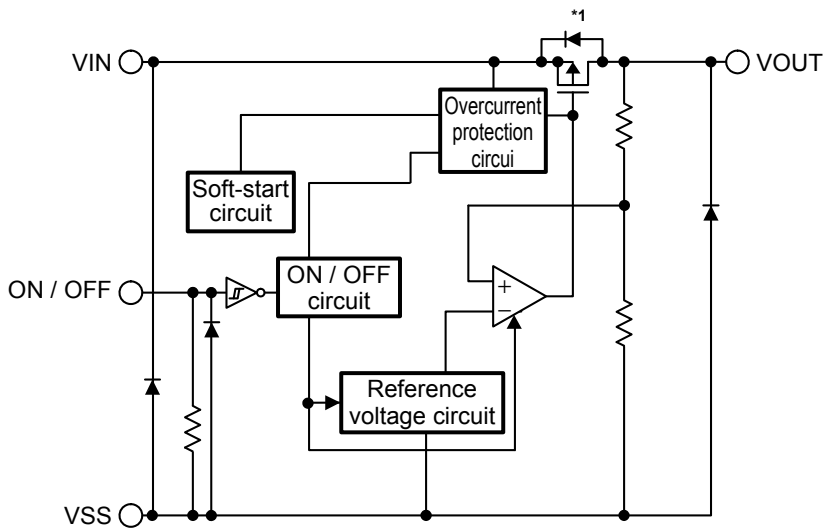 *1
VIN
VOUT
Overcurrent
protection
circui
Soft-start
circuit
ON / OFF
ON / OFF
circuit
+
−
Reference
voltage circuit
VSS